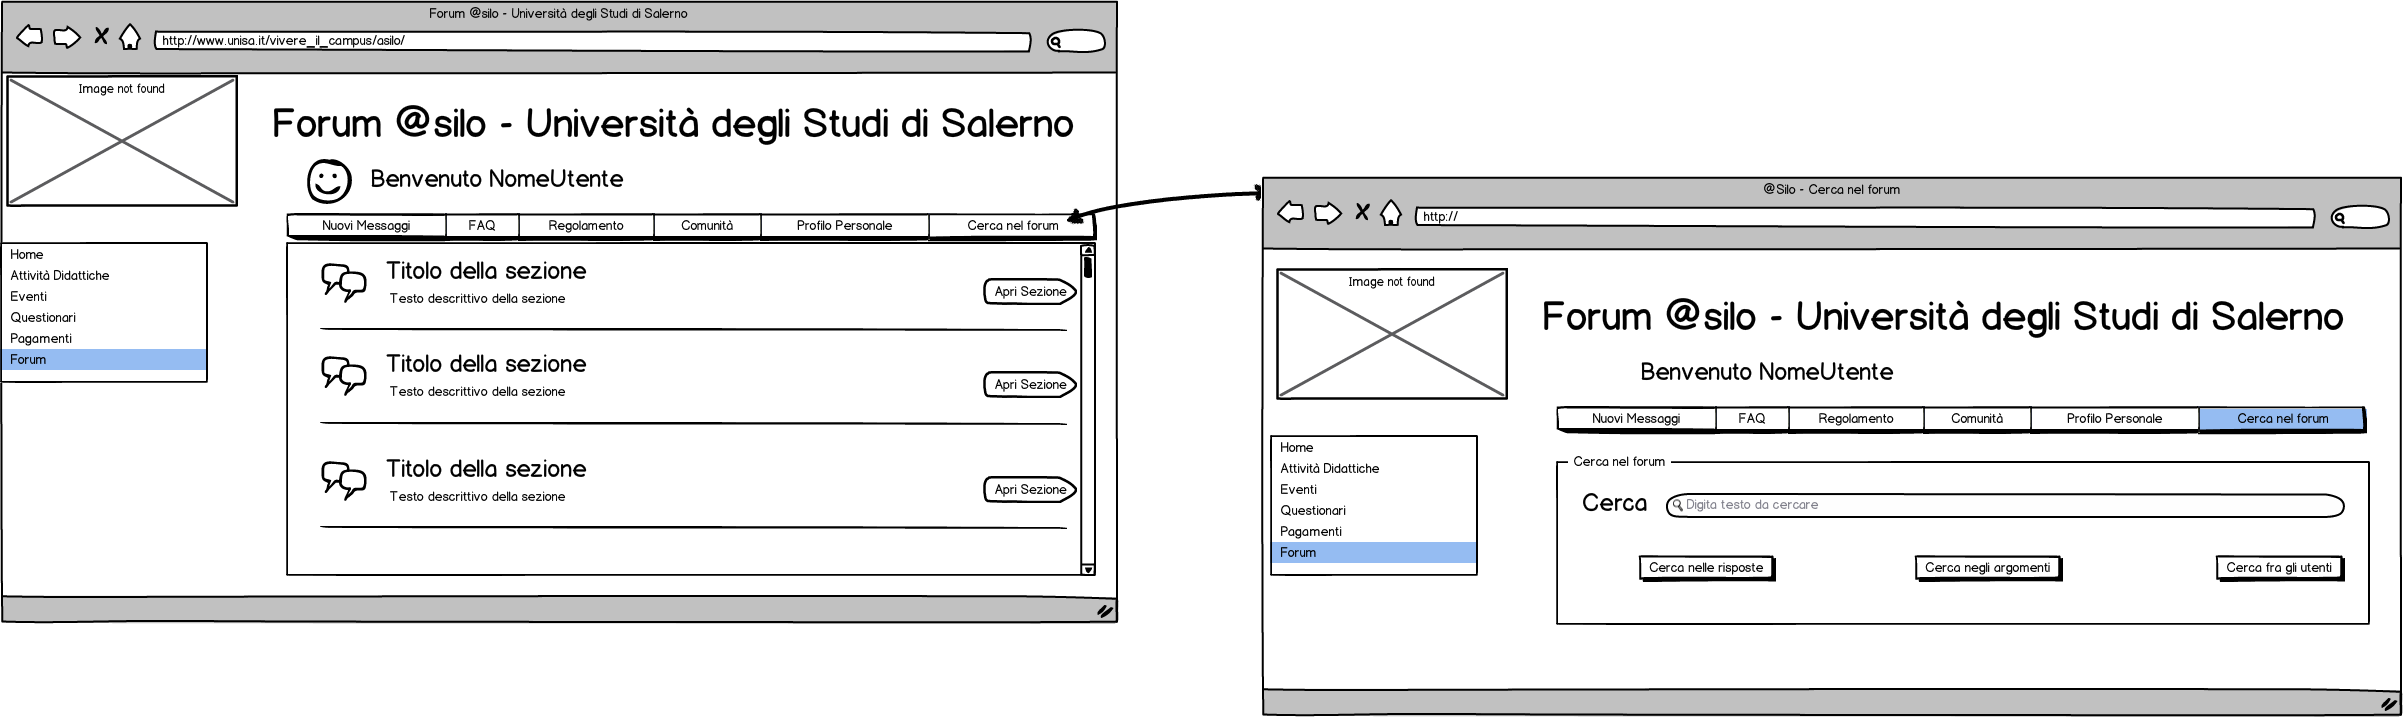 Forum @silo - Università degli Studi di Salerno
http://www.unisa.it/vivere_il_campus/asilo/
Image not found
Forum @silo - Università degli Studi di Salerno
Benvenuto NomeUtente
Nuovi Messaggi FAQ Regolamento Comunità Profilo Personale Cerca nel forum
Home
Attività Didattiche
Eventi
Questionari
Pagamenti
Forum
Titolo della sezione
Testo descrittivo della sezione
Apri Sezione
Titolo della sezione
Testo descrittivo della sezione
Apri Sezione
Titolo della sezione
Testo descrittivo della sezione
Apri Sezione
@Silo - Cerca nel forum
http://
Image not found
Forum @silo - Università degli Studi di Salerno
Benvenuto NomeUtente
Nuovi Messaggi FAQ Regolamento Comunità Profilo Personale Cerca nel forum
Home
Attività Didattiche
Eventi
Questionari
Pagamenti
Forum
Cerca nel forum
Cerca Digita testo da cercare
Cerca nelle risposte Cerca negli argomenti Cerca fra gli utenti